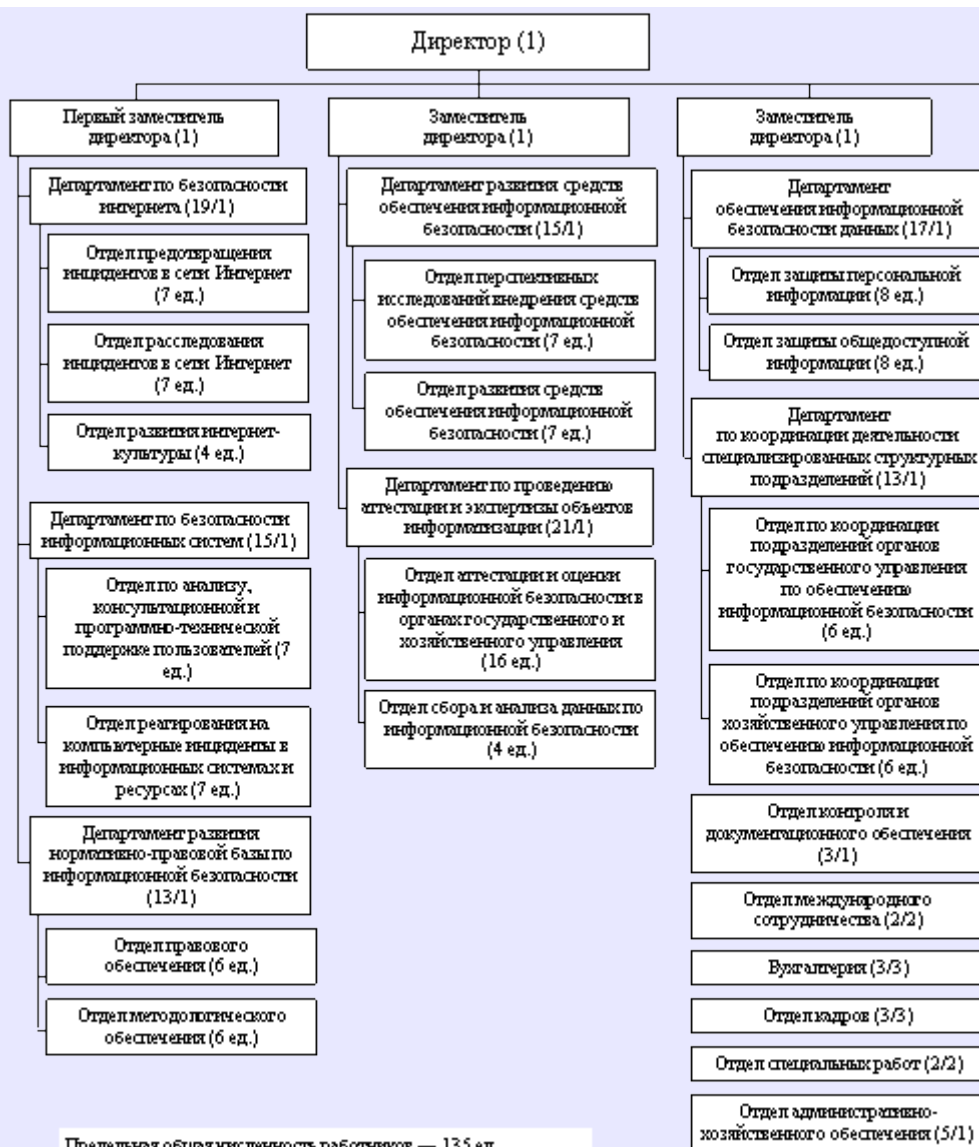 Директор (1)
Первый заместитель
директора (1)
Департамент по безопасности
интернета (19/1)
Отдел предотвращения
инцидентов в сети Интернет
(7 ед.)
Отдел расследования
инцидентов в сети Интернет
(7 ед.)
Отдел развития интернет-
культуры (4 ед.)
Департамент по безопасности
информационных систем (15/1)
Отдел по анализу,
консультационной и
программно-технической
поддержке пользователей (7
ед.)
Отдел реагирования на
компьютерные инциденты в
информационных системах и
ресурсах (7 ед.)
Департамент развития
нормативно-правовой базы по
информационной безопасности
(13/1)
Отдел правового
обеспечения (6 ед.)
Отдел методологического
обеспечения (6 ед.)
Заместитель
директора (1)
Департамент развития средств
обеспечения информационной
безопасности (15/1)
Отдел перспективных
исследований внедрения средств
обеспечения информационной
безопасности (7 ед.)
Отдел развития средств
обеспечения информационной
безопасности (7 ед.)
Департамент по проведению
аттестации и экспертизы объектов
информатизации (21/1)
Отдел аттестации и оценки
информационной безопасности в
органах государственного и
хозяйственного управления
(16 ед.)
Отдел сбора и анализа данных по
информационной безопасности
(4 ед.)
Заместитель
директора (1)
Департамент
обеспечения информационной
безопасности данных (17/1)
Отдел защиты персональной
информации (8 ед.)
Отдел защиты общедоступной
информации (8 ед.)
Департамент
по координации деятельности
специализированных структурных
подразделений (13/1)
Отдел по координации
подразделений органов
государственного управления
по обеспечению
информационной безопасности
(6 ед.)
Отдел по координации
подразделений органов
хозяйственного управления по
обеспечению информационной
безопасности (6 ед.)
Отдел контроля и
документационного обеспечения
(3/1)
Отдел международного
сотрудничества (2/2)
Бухгалтерия (3/3)
Отдел кадров (3/3)
Отдел специальных работ (2/2)
Отдел административно-
хозяйственного обеспечения (5/1)
Предельная общая численность работников — 135 ед.